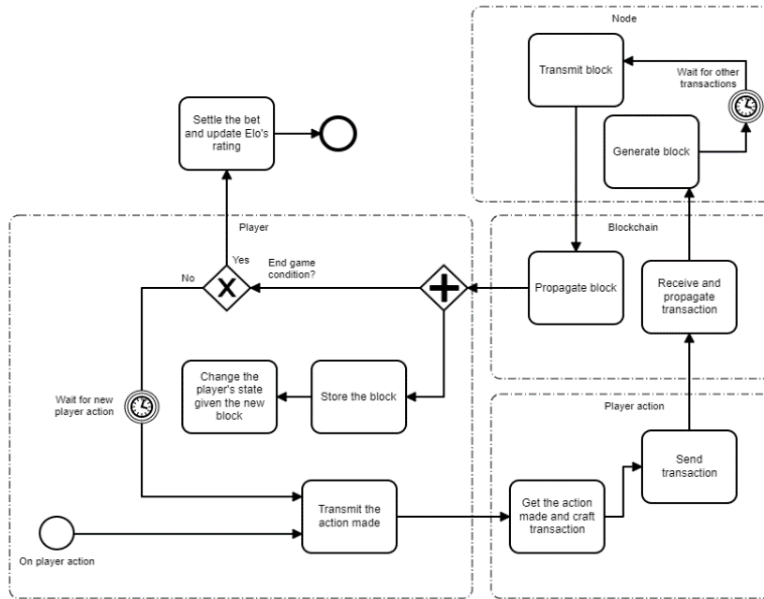 Node
Transmit block
Wait for other
transactions
Settle the bet
and update Elo's
rating
Generate block
Player
Blockchain
Yes
End game
condition?
No
Propagate block
Receive and
propagate
transaction
Change the
player's state
given the new
block
Store the block
Wait for new
player action
Player action
Send
transaction
Transmit the
action made
Get the action
made and craft
transaction
On player action